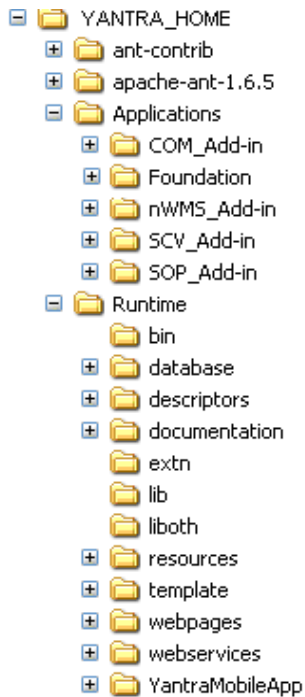 YANTRA_HOME
ant-contrib
apache-ant-1.6.5
Applications
COM_Add-in
Foundation
nWMS_Add-in
SCV_Add-in
SOP_Add-in
Runtime
bin
database
descriptors
documentation
extn
lib
liboth
resources
template
webpages
webservices
YantraMobileApp